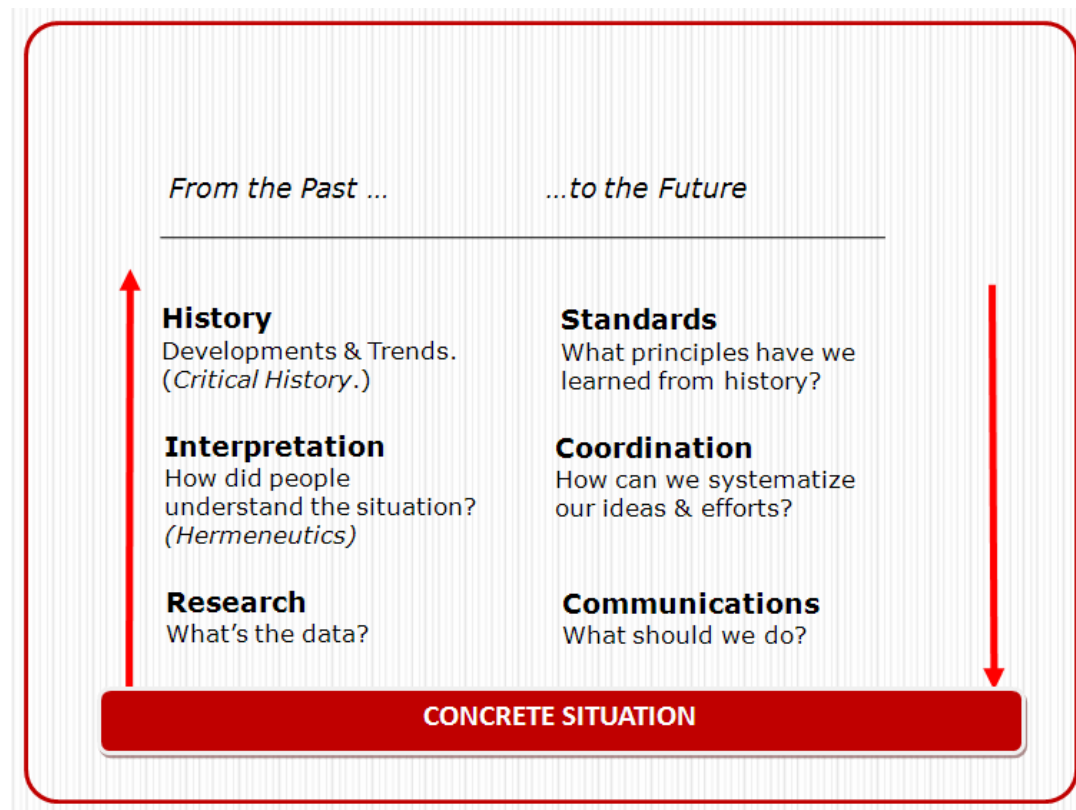 From the Past ...
...to the Future
History
Developments & Trends.
(Critical History.)
Interpretation
How did people
understand the situation?
(Hermeneutics)
Research
What's the data?
Standards
What principles have we
learned from history?
Coordination
How can we systematize
our ideas & efforts?
Communications
What should we do?
CONCRETE SITUATION